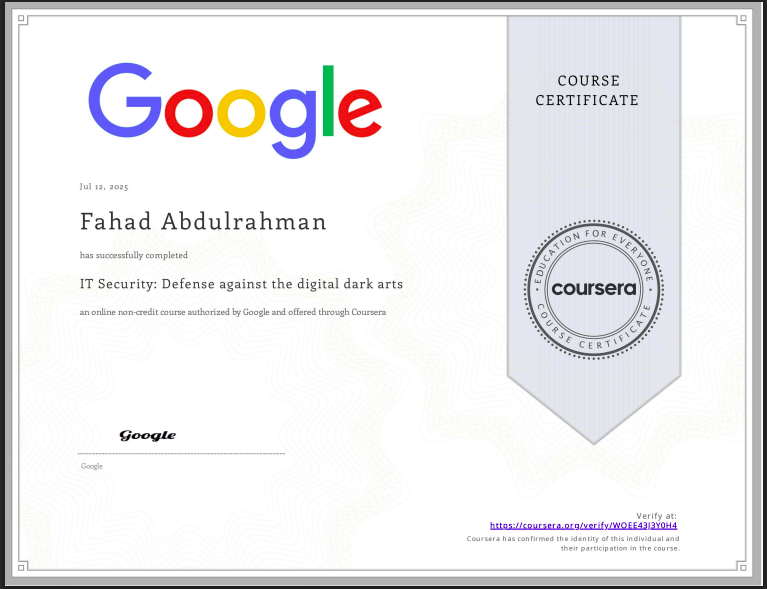 Google
COURSE
CERTIFICATE
Jul 12, 2025
Fahad Abdulrahman
has successfully completed
IT Security: Defense against the digital dark arts
an online non-credit course authorized by Google and offered through Coursera
EDUCATION FOR EVERYONE
coursera
COURSE CERTIFICATE
Google
Google
Verify at:
https://coursera.org/verify/WOEE43J3Y0H4
Coursera has confirmed the identity of this individual and
their participation in the course.